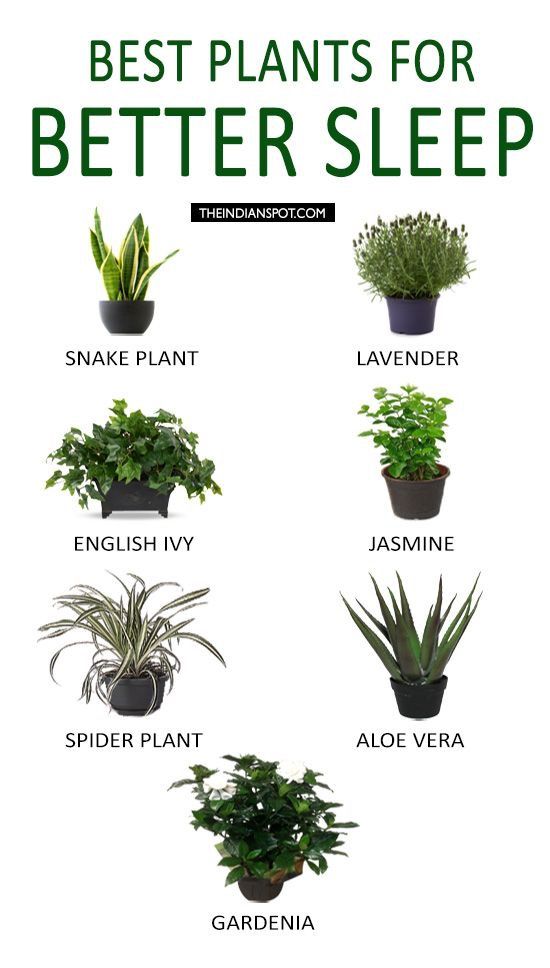 BEST PLANTS FOR
BETTER SLEEP
THEINDIANSPOT.COM
SNAKE PLANT
LAVENDER
ENGLISH IVY
JASMINE
SPIDER PLANT
ALOE VERA
GARDENIA